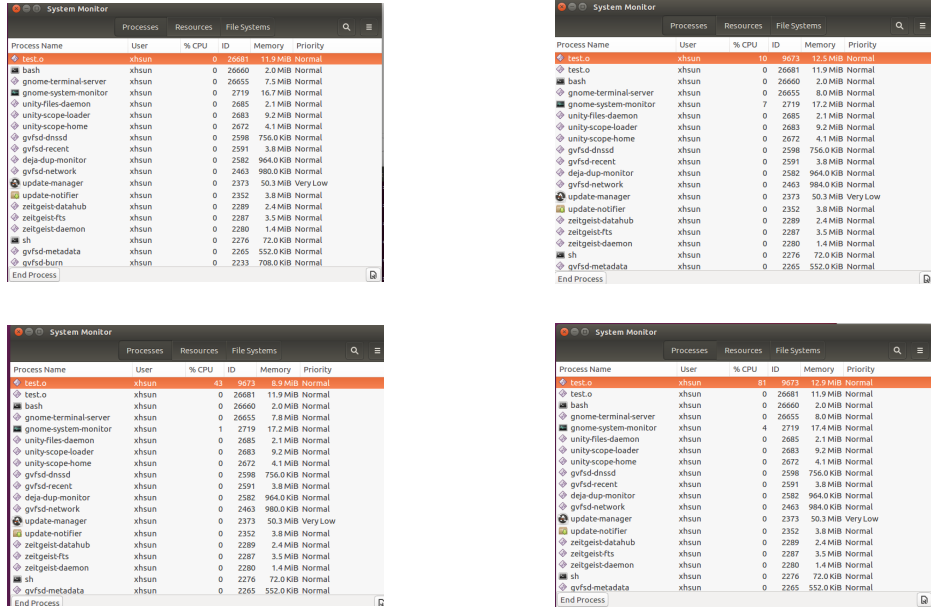 System Monitor
Processes Resources File Systems
Process Name User % CPU ID Memory Priority
test.o xhsun 0 26681 11.9 MiB Normal
bash xhsun 0 26660 2.0 MiB Normal
gnome-terminal-server xhsun 0 26655 7.5 MiB Normal
gnome-system-monitor xhsun 0 2719 16.7 MiB Normal
unity-files-daemon xhsun 0 2685 2.1 MiB Normal
unity-scope-loader xhsun 0 2683 9.2 MiB Normal
unity-scope-home xhsun 0 2672 4.1 MiB Normal
gvfsd-dnssd xhsun 0 2598 756.0 KiB Normal
gvfsd-recent xhsun 0 2591 3.8 MiB Normal
deja-dup-monitor xhsun 0 2582 964.0 KiB Normal
gvfsd-network xhsun 0 2463 980.0 KiB Normal
update-manager xhsun 0 2373 50.3 MiB Very Low
update-notifier xhsun 0 2352 3.8 MiB Normal
zeitgeist-datahub xhsun 0 2289 2.4 MiB Normal
zeitgeist-fts xhsun 0 2287 3.5 MiB Normal
zeitgeist-daemon xhsun 0 2280 1.4 MiB Normal
sh xhsun 0 2276 72.0 KiB Normal
gvfsd-metadata xhsun 0 2265 552.0 KiB Normal
gvfsd-burn xhsun 0 2233 708.0 KiB Normal
End Process
System Monitor
Processes Resources File Systems
Process Name User % CPU ID Memory Priority
test.o xhsun 10 9673 12.5 MiB Normal
test.o xhsun 0 26681 11.9 MiB Normal
bash xhsun 0 26660 2.0 MiB Normal
gnome-terminal-server xhsun 0 26655 8.0 MiB Normal
gnome-system-monitor xhsun 7 2719 17.2 MiB Normal
unity-files-daemon xhsun 0 2685 2.1 MiB Normal
unity-scope-loader xhsun 0 2683 9.2 MiB Normal
unity-scope-home xhsun 0 2672 4.1 MiB Normal
gvfsd-dnssd xhsun 0 2598 756.0 KiB Normal
gvfsd-recent xhsun 0 2591 3.8 MiB Normal
deja-dup-monitor xhsun 0 2582 964.0 KiB Normal
gvfsd-network xhsun 0 2463 984.0 KiB Normal
update-manager xhsun 0 2373 50.3 MiB Very Low
update-notifier xhsun 0 2352 3.8 MiB Normal
zeitgeist-datahub xhsun 0 2289 2.4 MiB Normal
zeitgeist-fts xhsun 0 2287 3.5 MiB Normal
zeitgeist-daemon xhsun 0 2280 1.4 MiB Normal
sh xhsun 0 2276 72.0 KiB Normal
gvfsd-metadata xhsun 0 2265 552.0 KiB Normal
End Process
System Monitor
Processes Resources File Systems
Process Name User % CPU ID Memory Priority
test.o xhsun 43 9673 8.9 MiB Normal
test.o xhsun 0 26681 11.9 MiB Normal
bash xhsun 0 26660 2.0 MiB Normal
gnome-terminal-server xhsun 0 26655 7.8 MiB Normal
gnome-system-monitor xhsun 1 2719 17.2 MiB Normal
unity-files-daemon xhsun 0 2685 2.1 MiB Normal
unity-scope-loader xhsun 0 2683 9.2 MiB Normal
unity-scope-home xhsun 0 2672 4.1 MiB Normal
gvfsd-dnssd xhsun 0 2598 756.0 KiB Normal
gvfsd-recent xhsun 0 2591 3.8 MiB Normal
deja-dup-monitor xhsun 0 2582 964.0 KiB Normal
gvfsd-network xhsun 0 2463 980.0 KiB Normal
update-manager xhsun 0 2373 50.3 MiB Very Low
update-notifier xhsun 0 2352 3.8 MiB Normal
zeitgeist-datahub xhsun 0 2289 2.4 MiB Normal
zeitgeist-fts xhsun 0 2287 3.5 MiB Normal
zeitgeist-daemon xhsun 0 2280 1.4 MiB Normal
sh xhsun 0 2276 72.0 KiB Normal
gvfsd-metadata xhsun 0 2265 552.0 KiB Normal
End Process
System Monitor
Processes Resources File Systems
Process Name User % CPU ID Memory Priority
test.o xhsun 81 9673 12.9 MiB Normal
test.o xhsun 0 26681 11.9 MiB Normal
bash xhsun 0 26660 2.0 MiB Normal
gnome-terminal-server xhsun 0 26655 8.0 MiB Normal
gnome-system-monitor xhsun 4 2719 17.4 MiB Normal
unity-files-daemon xhsun 0 2685 2.1 MiB Normal
unity-scope-loader xhsun 0 2683 9.2 MiB Normal
unity-scope-home xhsun 0 2672 4.1 MiB Normal
gvfsd-dnssd xhsun 0 2598 756.0 KiB Normal
gvfsd-recent xhsun 0 2591 3.8 MiB Normal
deja-dup-monitor xhsun 0 2582 964.0 KiB Normal
gvfsd-network xhsun 0 2463 984.0 KiB Normal
update-manager xhsun 0 2373 50.3 MiB Very Low
update-notifier xhsun 0 2352 3.8 MiB Normal
zeitgeist-datahub xhsun 0 2289 2.4 MiB Normal
zeitgeist-fts xhsun 0 2287 3.5 MiB Normal
zeitgeist-daemon xhsun 0 2280 1.4 MiB Normal
sh xhsun 0 2276 72.0 KiB Normal
gvfsd-metadata xhsun 0 2265 552.0 KiB Normal
End Process